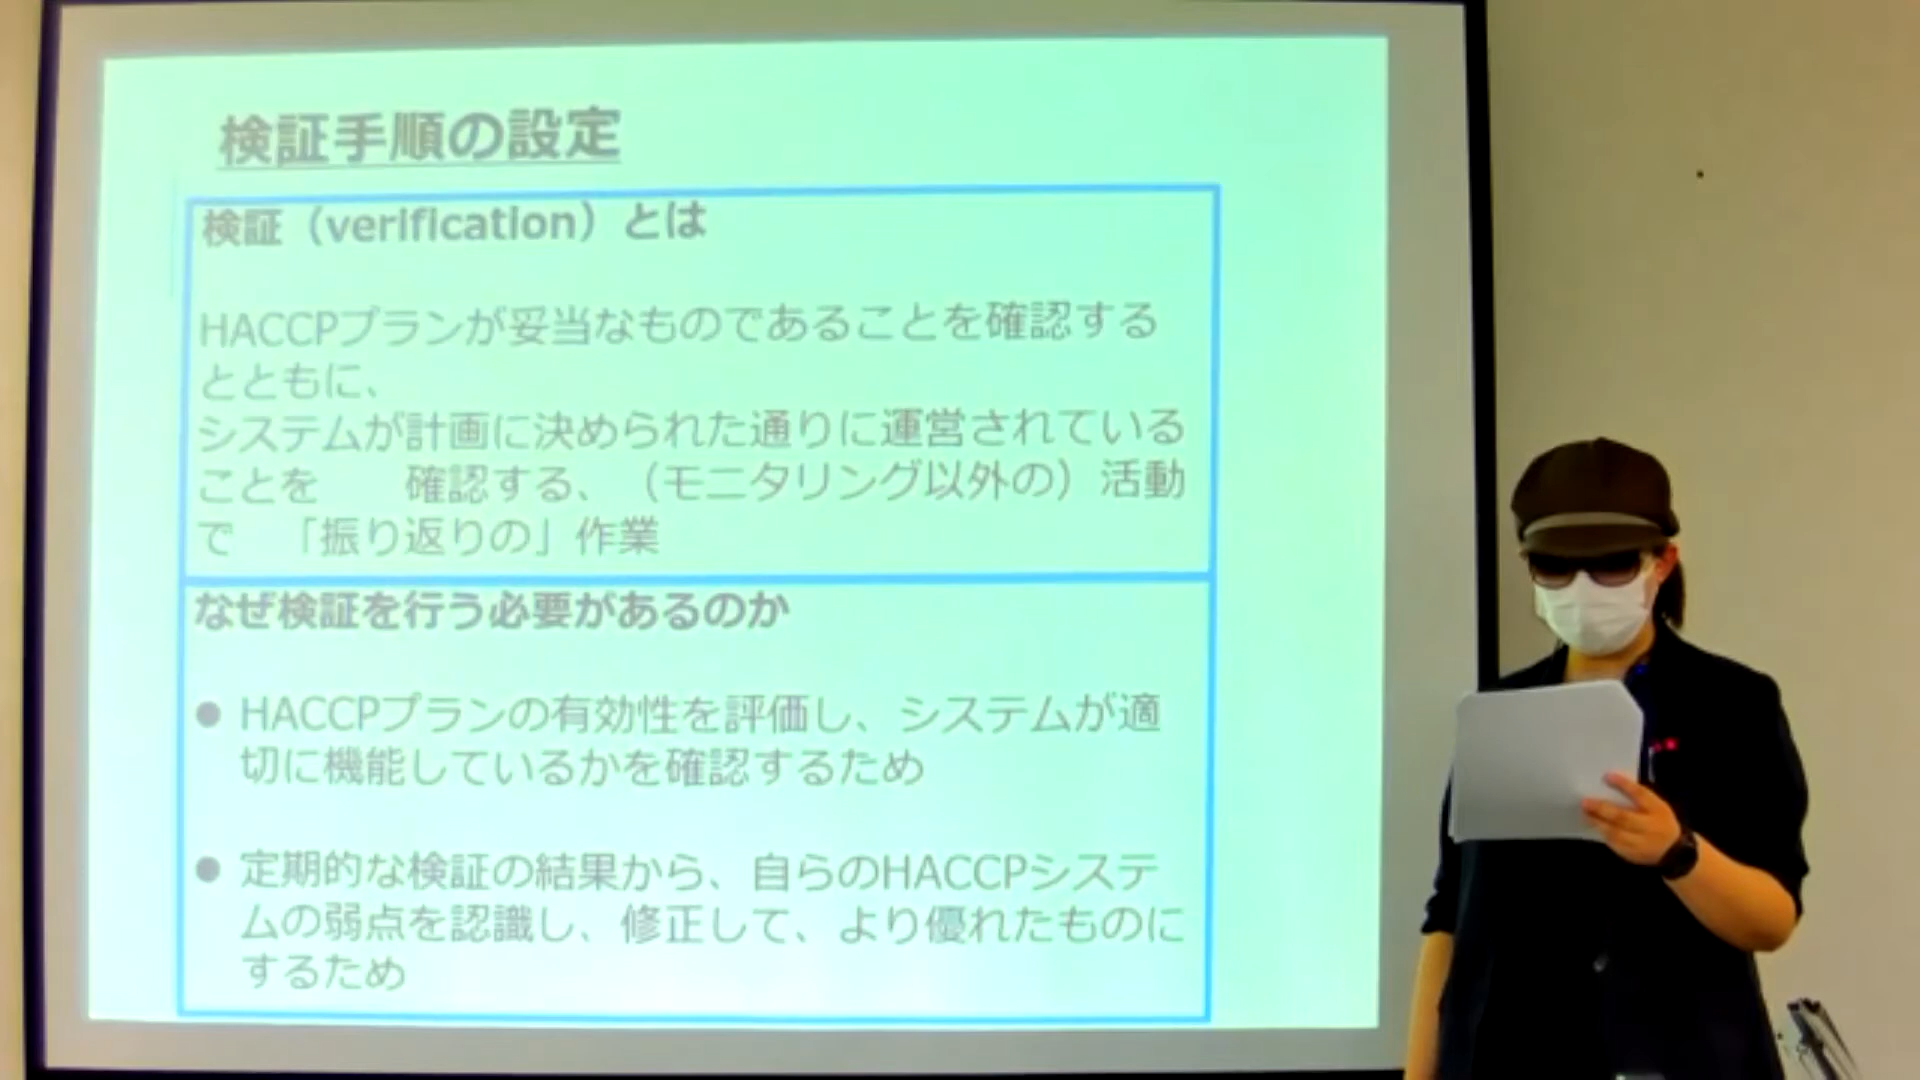 検証手順の設定
検証（verification）とは
HACCPプランが妥当なものであることを確認する
とともに、
システムが計画に決められた通りに運営されている
ことを　　確認する、（モニタリング以外の）活動
で　「振り返りの」作業
なぜ検証を行う必要があるのか
● HACCPプランの有効性を評価し、システムが適
切に機能しているかを確認するため
● 定期的な検証の結果から、自らのHACCPシステ
ムの弱点を認識し、修正して、より優れたものに
するため